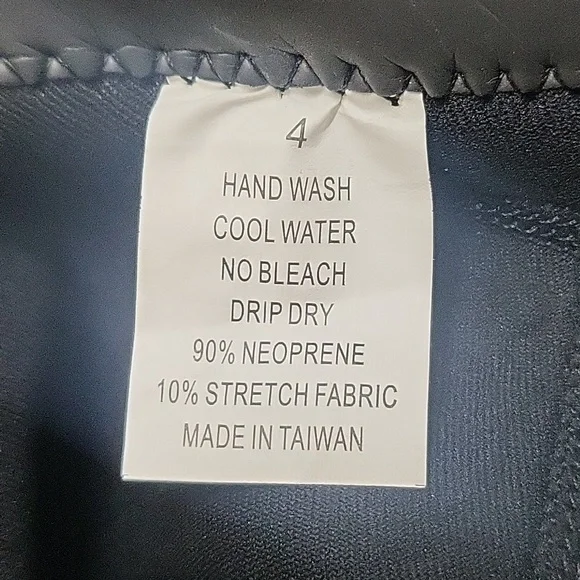 4
HAND WASH
COOL WATER
NO BLEACH
DRIP DRY
90% NEOPRENE
10% STRETCH FABRIC
MADE IN TAIWAN